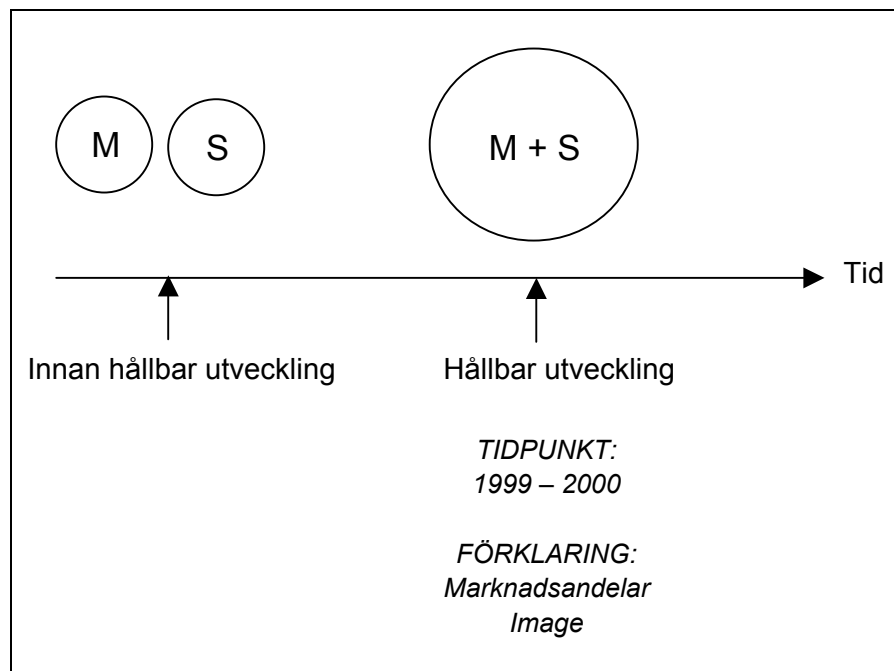 M
S
M + S
Tid
Innan hållbar utveckling
Hållbar utveckling
TIDPUNKT:
1999 – 2000
FÖRKLARING:
Marknadsandelar
Image